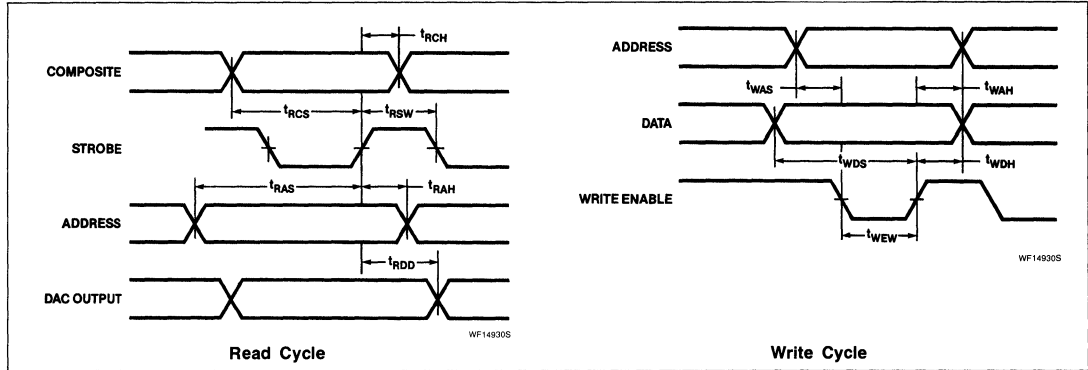 tRCH
COMPOSITE
tRCS
tRSW
STROBE
tRAS
tRAH
ADDRESS
tRDD
DAC OUTPUT
WF14930S
Read Cycle
ADDRESS
tWAS
tWAH
DATA
tWDS
tWDH
WRITE ENABLE
tWEW
WF14930S
Write Cycle